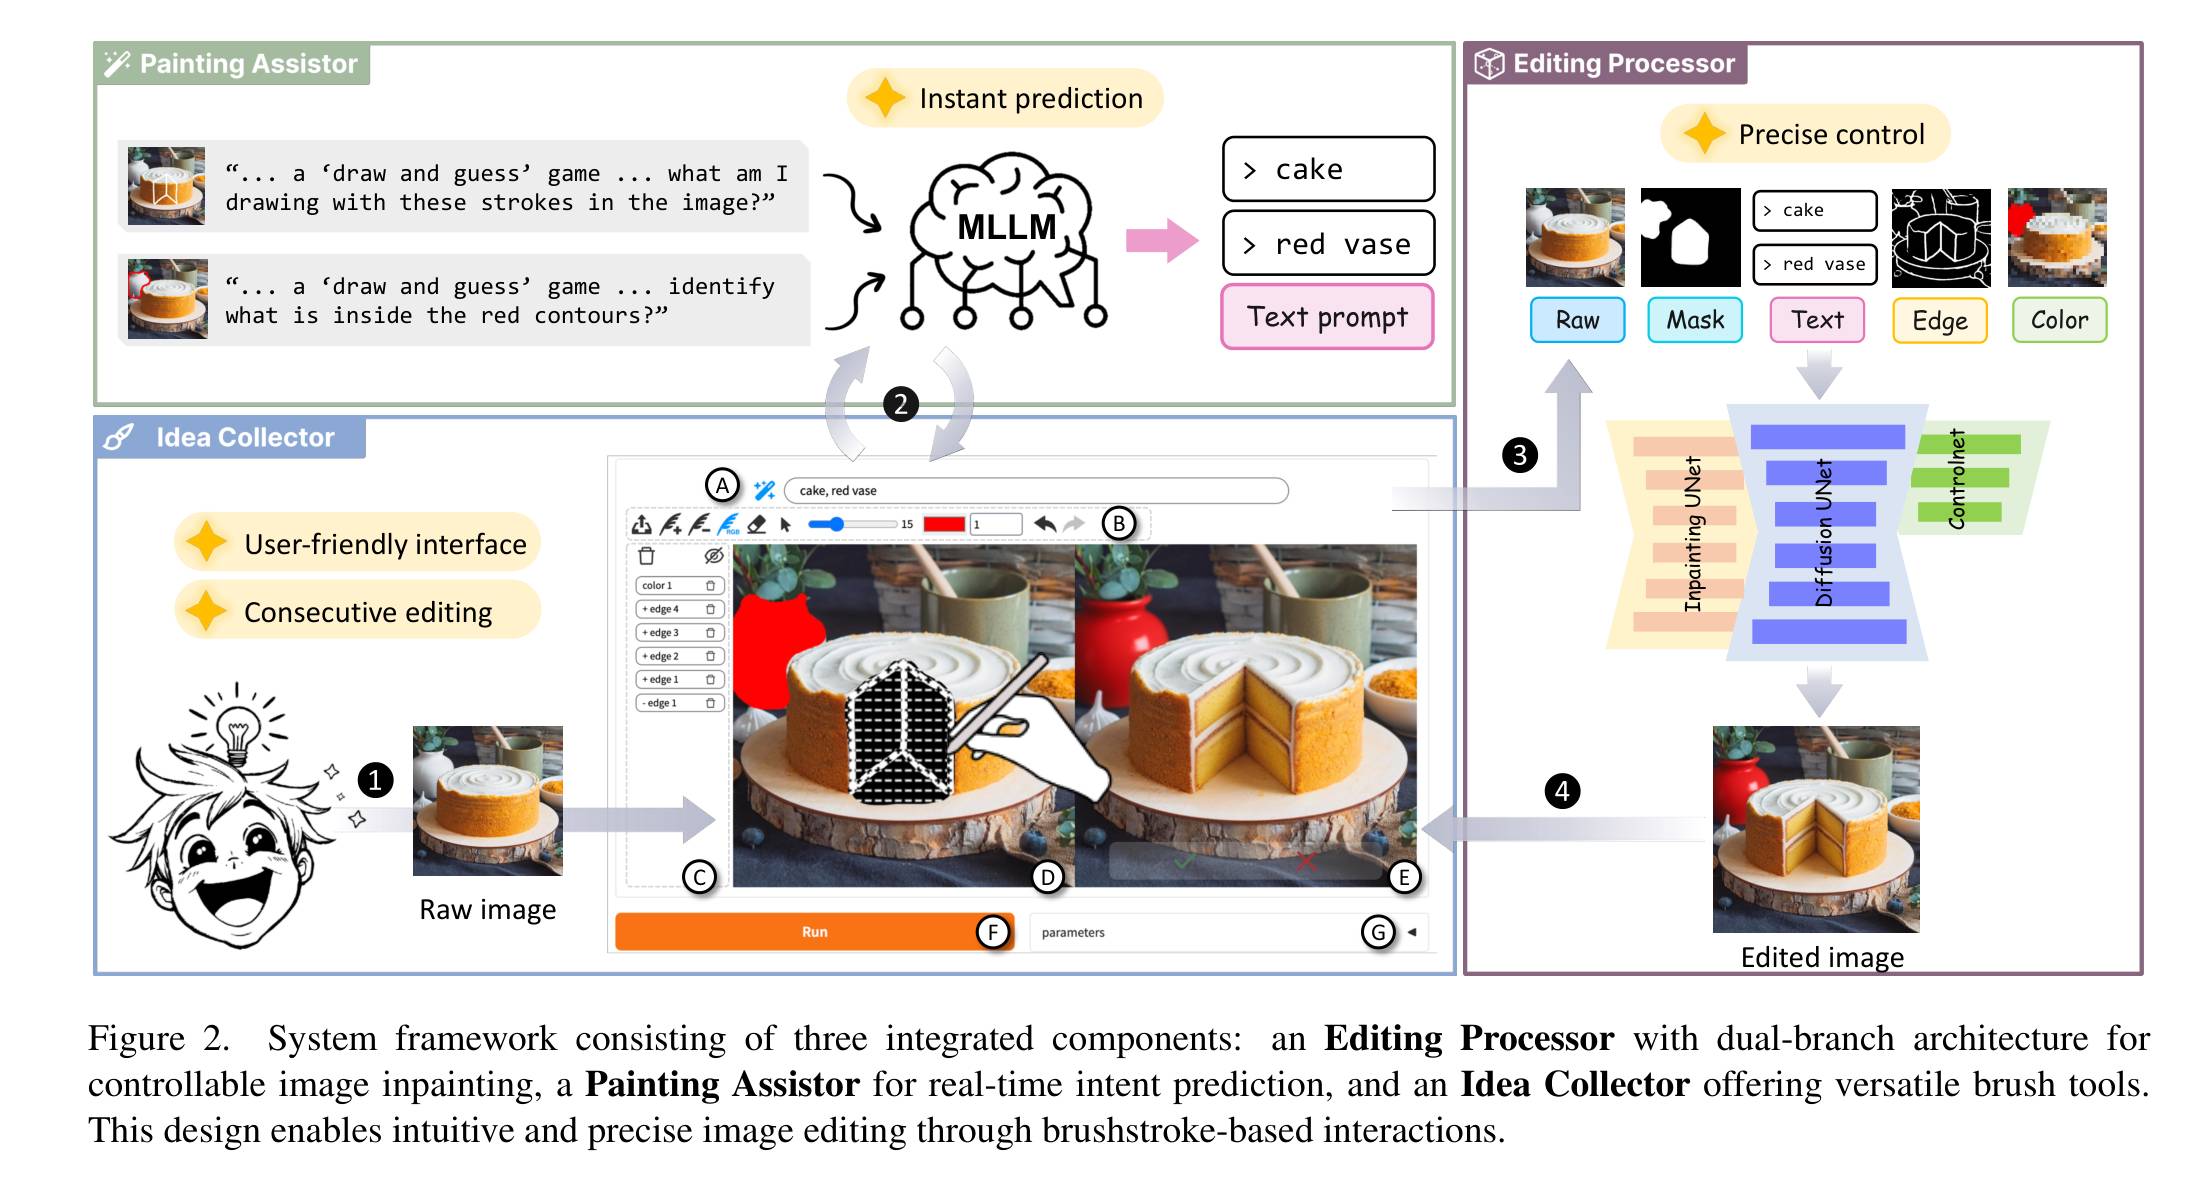 Painting Assistor
Instant prediction
“... a ‘draw and guess’ game ... what am I
drawing with these strokes in the image?”
“... a ‘draw and guess’ game ... identify
what is inside the red contours?”
MLLM
> cake
> red vase
Text prompt
2
Idea Collector
User-friendly interface
Consecutive editing
1
Raw image
A
cake, red vase
RGB
15
1
B
color 1
+ edge 4
+ edge 3
+ edge 2
+ edge 1
- edge 1
C
D
E
Run
F
parameters
G
Editing Processor
Precise control
> cake
> red vase
Raw
Mask
Text
Edge
Color
3
Inpainting UNet
Diffusion UNet
Controlnet
4
Edited image
Figure 2. System framework consisting of three integrated components: an Editing Processor with dual-branch architecture for
controllable image inpainting, a Painting Assistor for real-time intent prediction, and an Idea Collector offering versatile brush tools.
This design enables intuitive and precise image editing through brushstroke-based interactions.